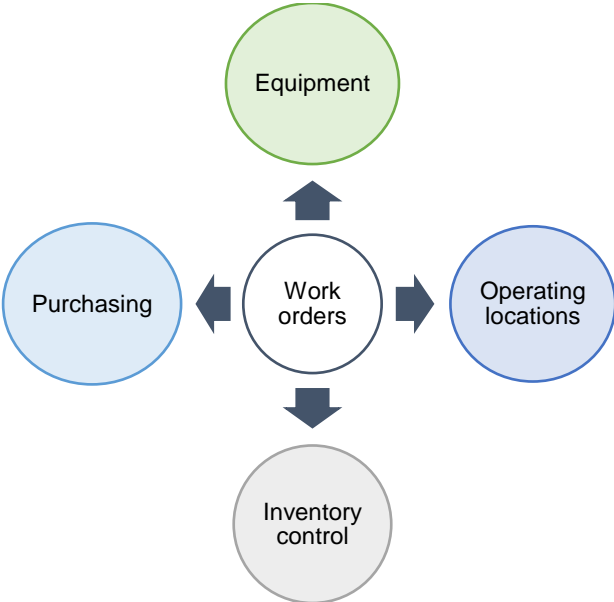 Equipment
Purchasing
Work
orders
Operating
locations
Inventory
control